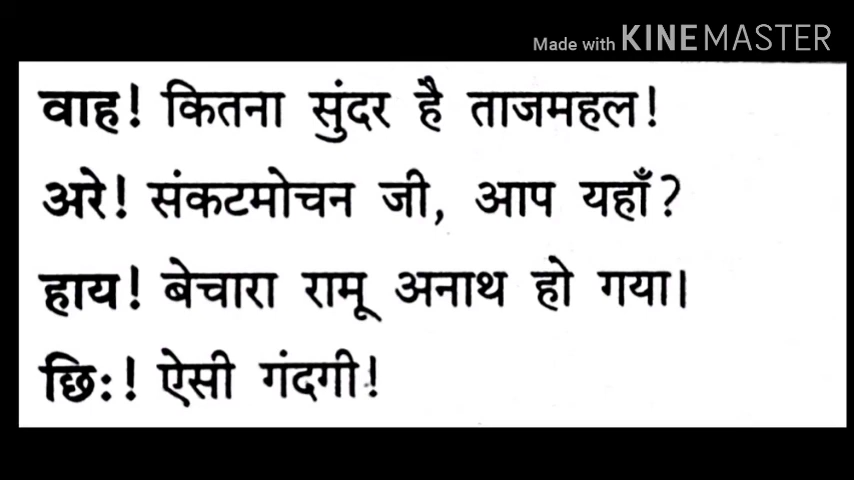 Made with KINEMASTER
वाह! कितना सुंदर है ताजमहल!
अरे! संकटमोचन जी, आप यहाँ?
हाय! बेचारा रामू अनाथ हो गया।
छिः! ऐसी गंदगी!